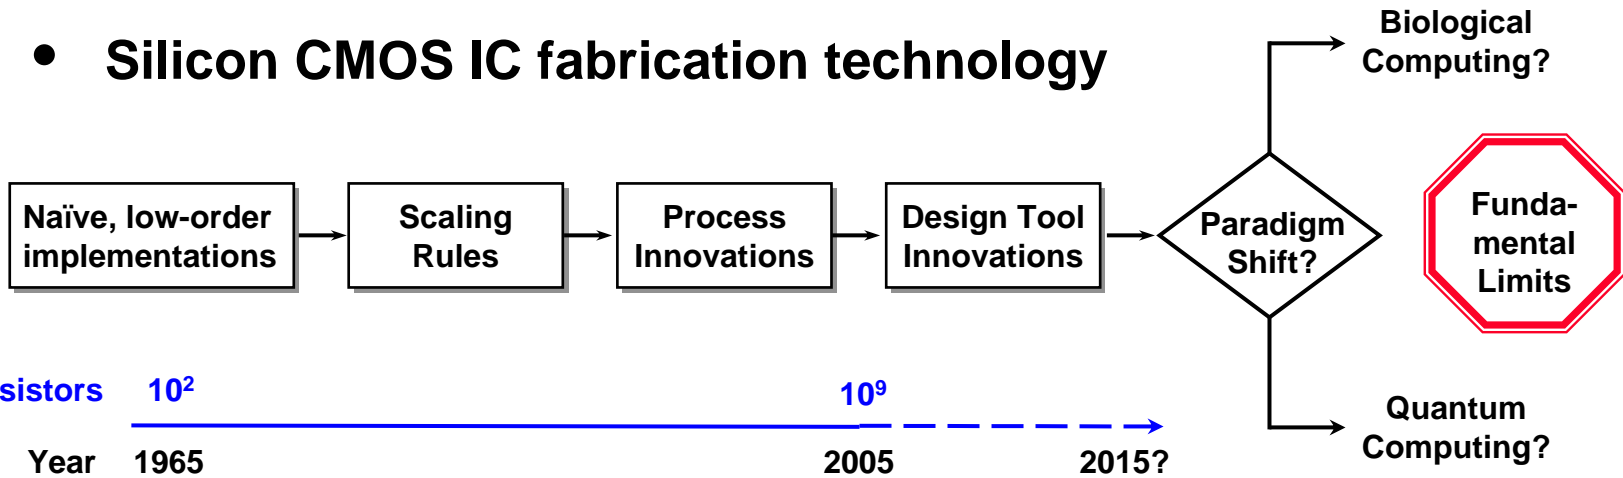 • Silicon CMOS IC fabrication technology
Biological
Computing?
Naïve, low-order
implementations
Scaling
Rules
Process
Innovations
Design Tool
Innovations
Paradigm
Shift?
Funda-
mental
Limits
sistors 10² 10⁹
Year 1965 2005 2015?
Quantum
Computing?